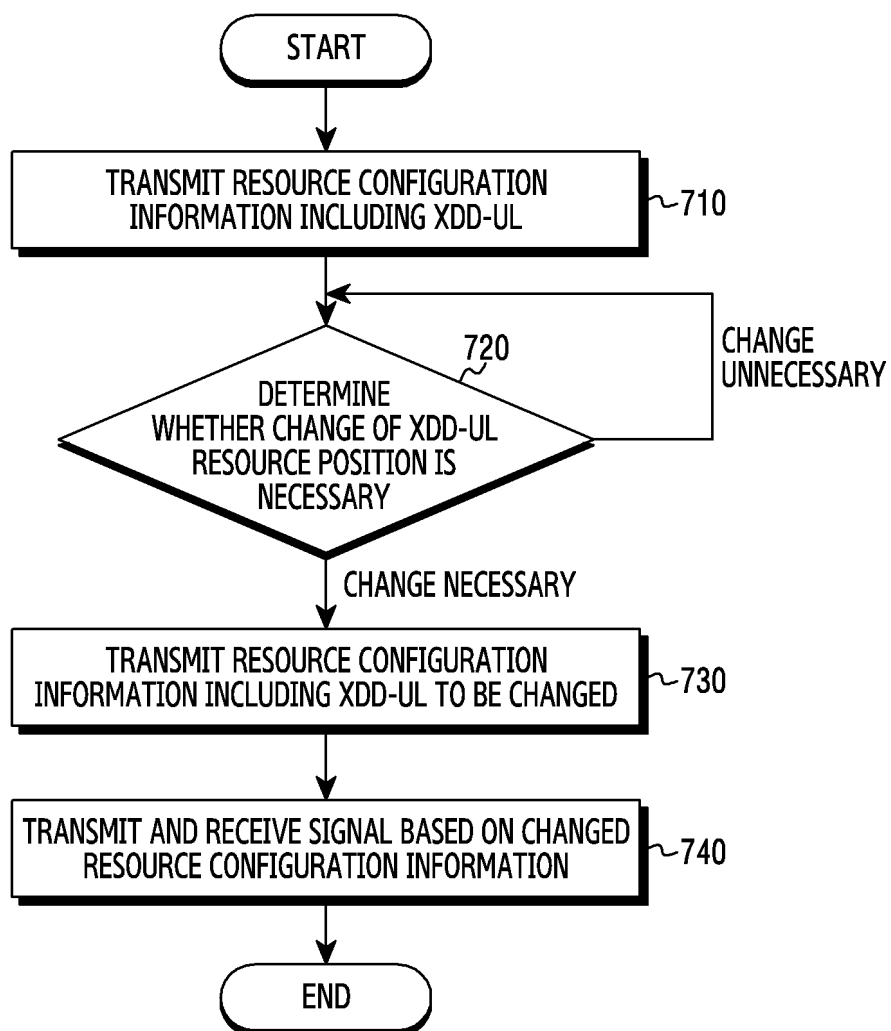 START
TRANSMIT RESOURCE CONFIGURATION
INFORMATION INCLUDING XDD-UL
710
720
CHANGE
UNNECESSARY
DETERMINE
WHETHER CHANGE OF XDD-UL
RESOURCE POSITION IS
NECESSARY
CHANGE NECESSARY
TRANSMIT RESOURCE CONFIGURATION
INFORMATION INCLUDING XDD-UL TO BE CHANGED
730
TRANSMIT AND RECEIVE SIGNAL BASED ON CHANGED
RESOURCE CONFIGURATION INFORMATION
740
END